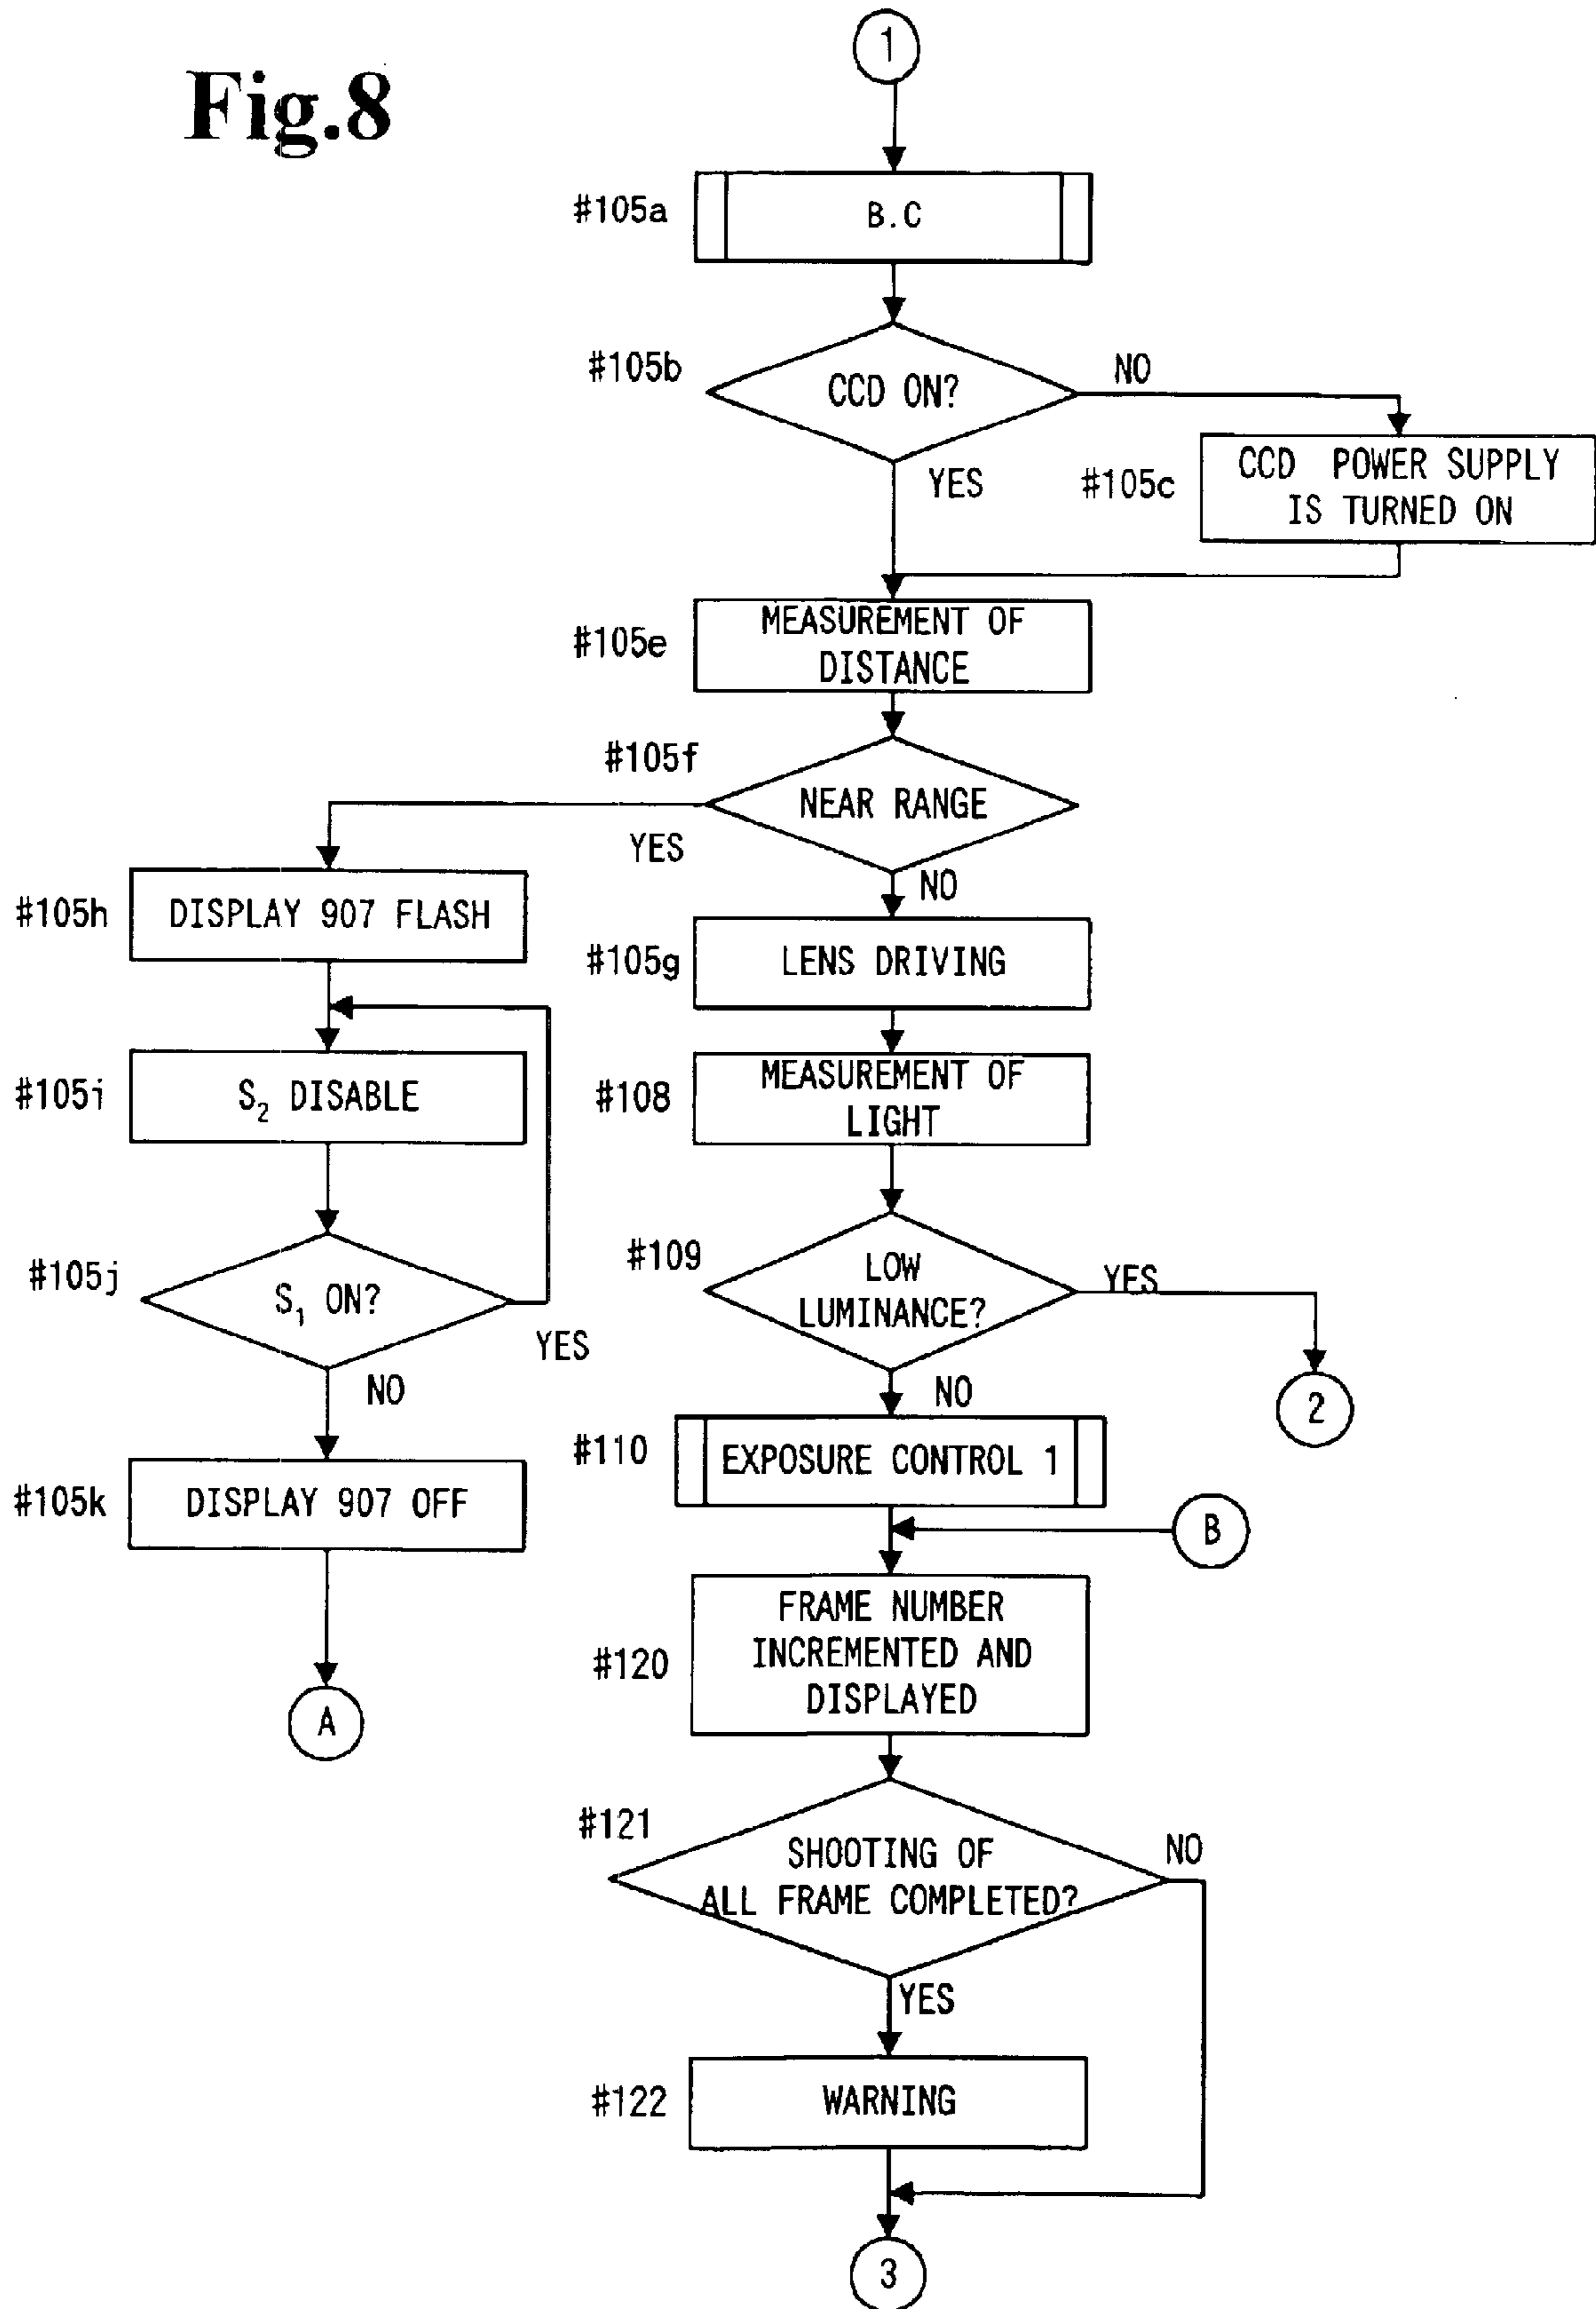 Fig.8
1
#105a
B.C
#105b
CCD ON?
NO
YES
#105c
CCD POWER SUPPLY
IS TURNED ON
#105e
MEASUREMENT OF
DISTANCE
#105f
NEAR RANGE
YES
NO
#105h
DISPLAY 907 FLASH
#105g
LENS DRIVING
#105i
S₂ DISABLE
#108
MEASUREMENT OF
LIGHT
#105j
S₁ ON?
YES
NO
#109
LOW
LUMINANCE?
YES
NO
2
#105k
DISPLAY 907 OFF
#110
EXPOSURE CONTROL 1
B
A
#120
FRAME NUMBER
INCREMENTED AND
DISPLAYED
#121
SHOOTING OF
ALL FRAME COMPLETED?
NO
YES
#122
WARNING
3